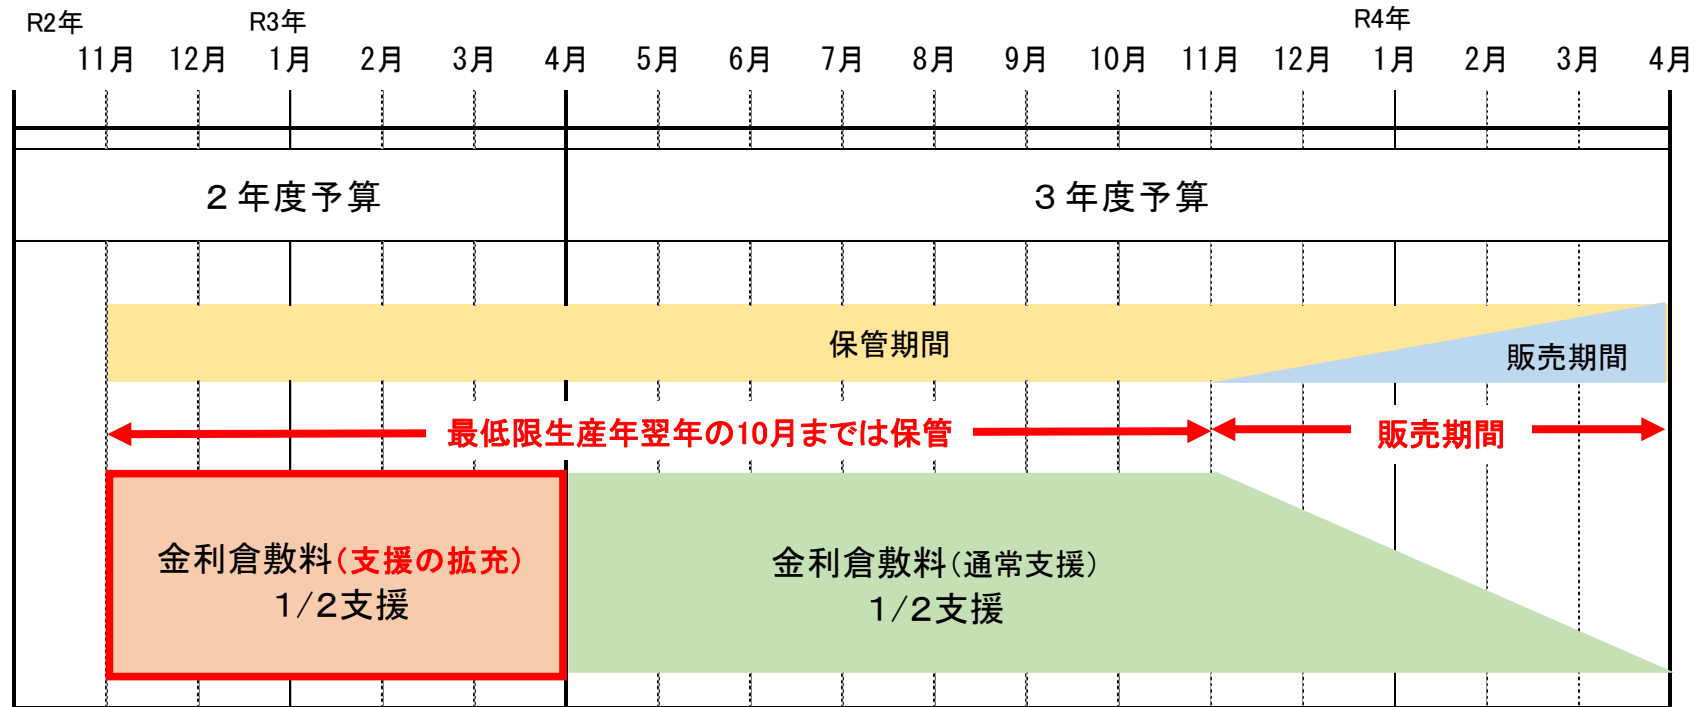 R2年 R3年 R4年
11月 12月 1月 2月 3月 4月 5月 6月 7月 8月 9月 10月 11月 12月 1月 2月 3月 4月
２年度予算 ３年度予算
保管期間
販売期間
最低限生産年翌年の10月までは保管 販売期間
金利倉敷料(支援の拡充)
１/２支援
金利倉敷料(通常支援)
１/２支援